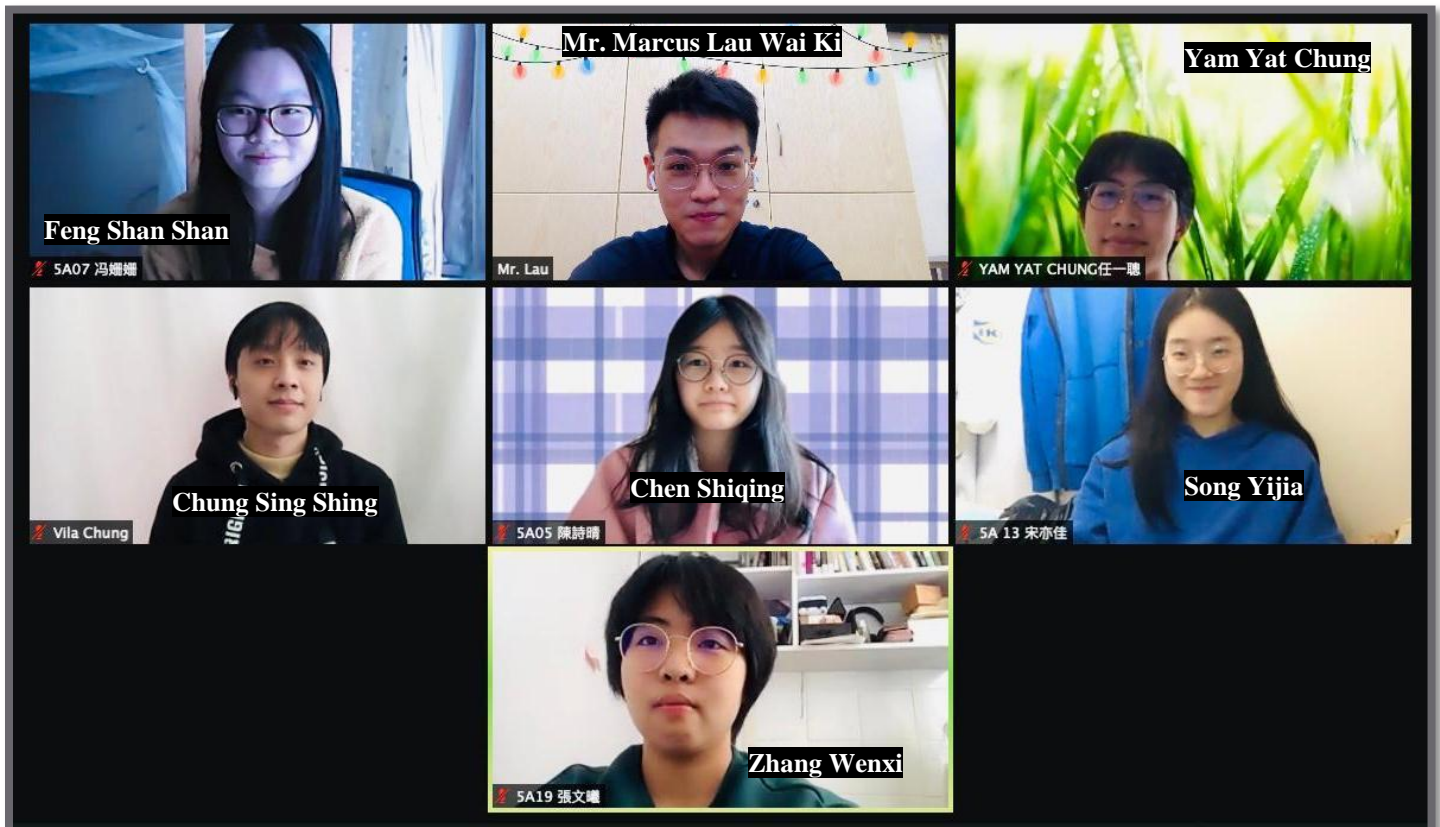 Feng Shan Shan
5A07 冯姗姗
Mr. Marcus Lau Wai Ki
Mr. Lau
Yam Yat Chung
YAM YAT CHUNG任一聰
Chung Sing Shing
Vila Chung
Chen Shiqing
5A05 陳詩晴
Song Yijia
5A 13 宋亦佳
Zhang Wenxi
5A19 張文曦